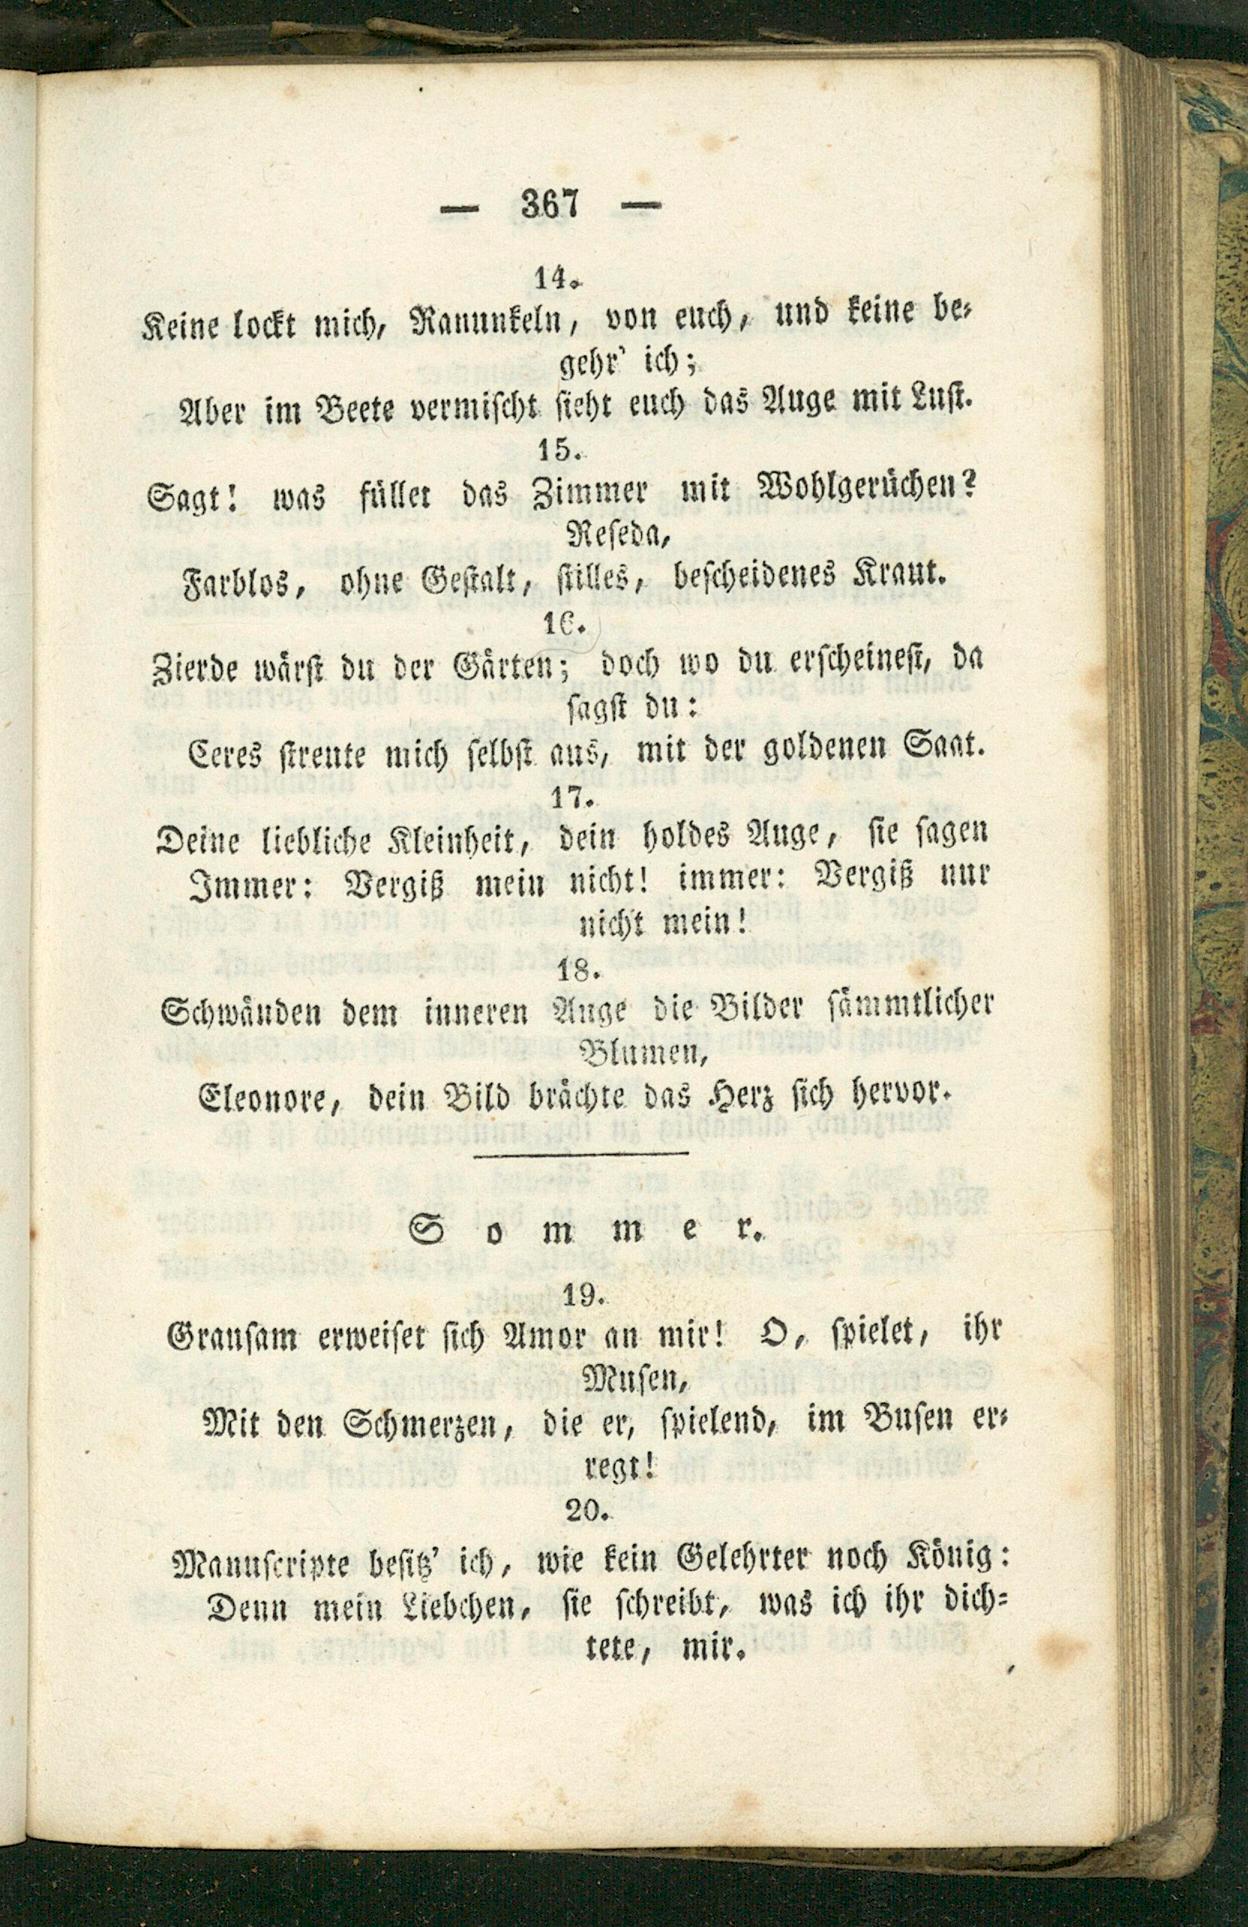 — 367 —
14.
Keine lockt mich, Ranunkeln, von euch, und keine be-
gehr' ich;
Aber im Beete vermischt sieht euch das Auge mit Lust.
15.
Sagt! was füllet das Zimmer mit Wohlgerüchen?
Reseda,
Farblos, ohne Gestalt, stilles, bescheidenes Kraut.
16.
Zierde wärst du der Gärten; doch wo du erscheinest, da
sagst du:
Ceres streute mich selbst aus, mit der goldenen Saat.
17.
Deine liebliche Kleinheit, dein holdes Auge, sie sagen
Immer: Vergiß mein nicht! immer: Vergiß nur
nicht mein!
18.
Schwänden dem inneren Auge die Bilder sämmtlicher
Blumen,
Eleonore, dein Bild brächte das Herz sich hervor.
Sommer.
19.
Grausam erweiset sich Amor an mir! O, spielet, ihr
Musen,
Mit den Schmerzen, die er, spielend, im Busen er-
regt!
20.
Manuscripte besitz' ich, wie kein Gelehrter noch König:
Denn mein Liebchen, sie schreibt, was ich ihr dich-
tete, mir.